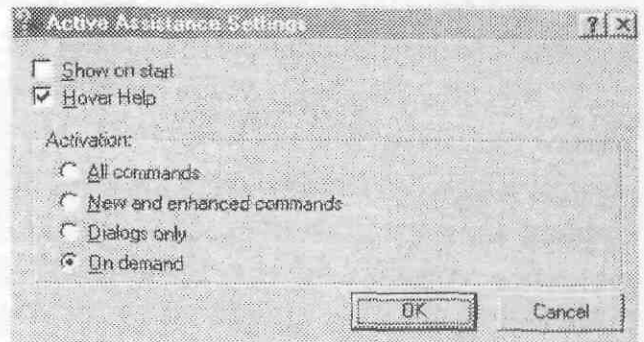 ? Active Assistance Settings ? ×
Show on start
Hover Help
Activation:
All commands
New and enhanced commands
Dialogs only
On demand
OK Cancel